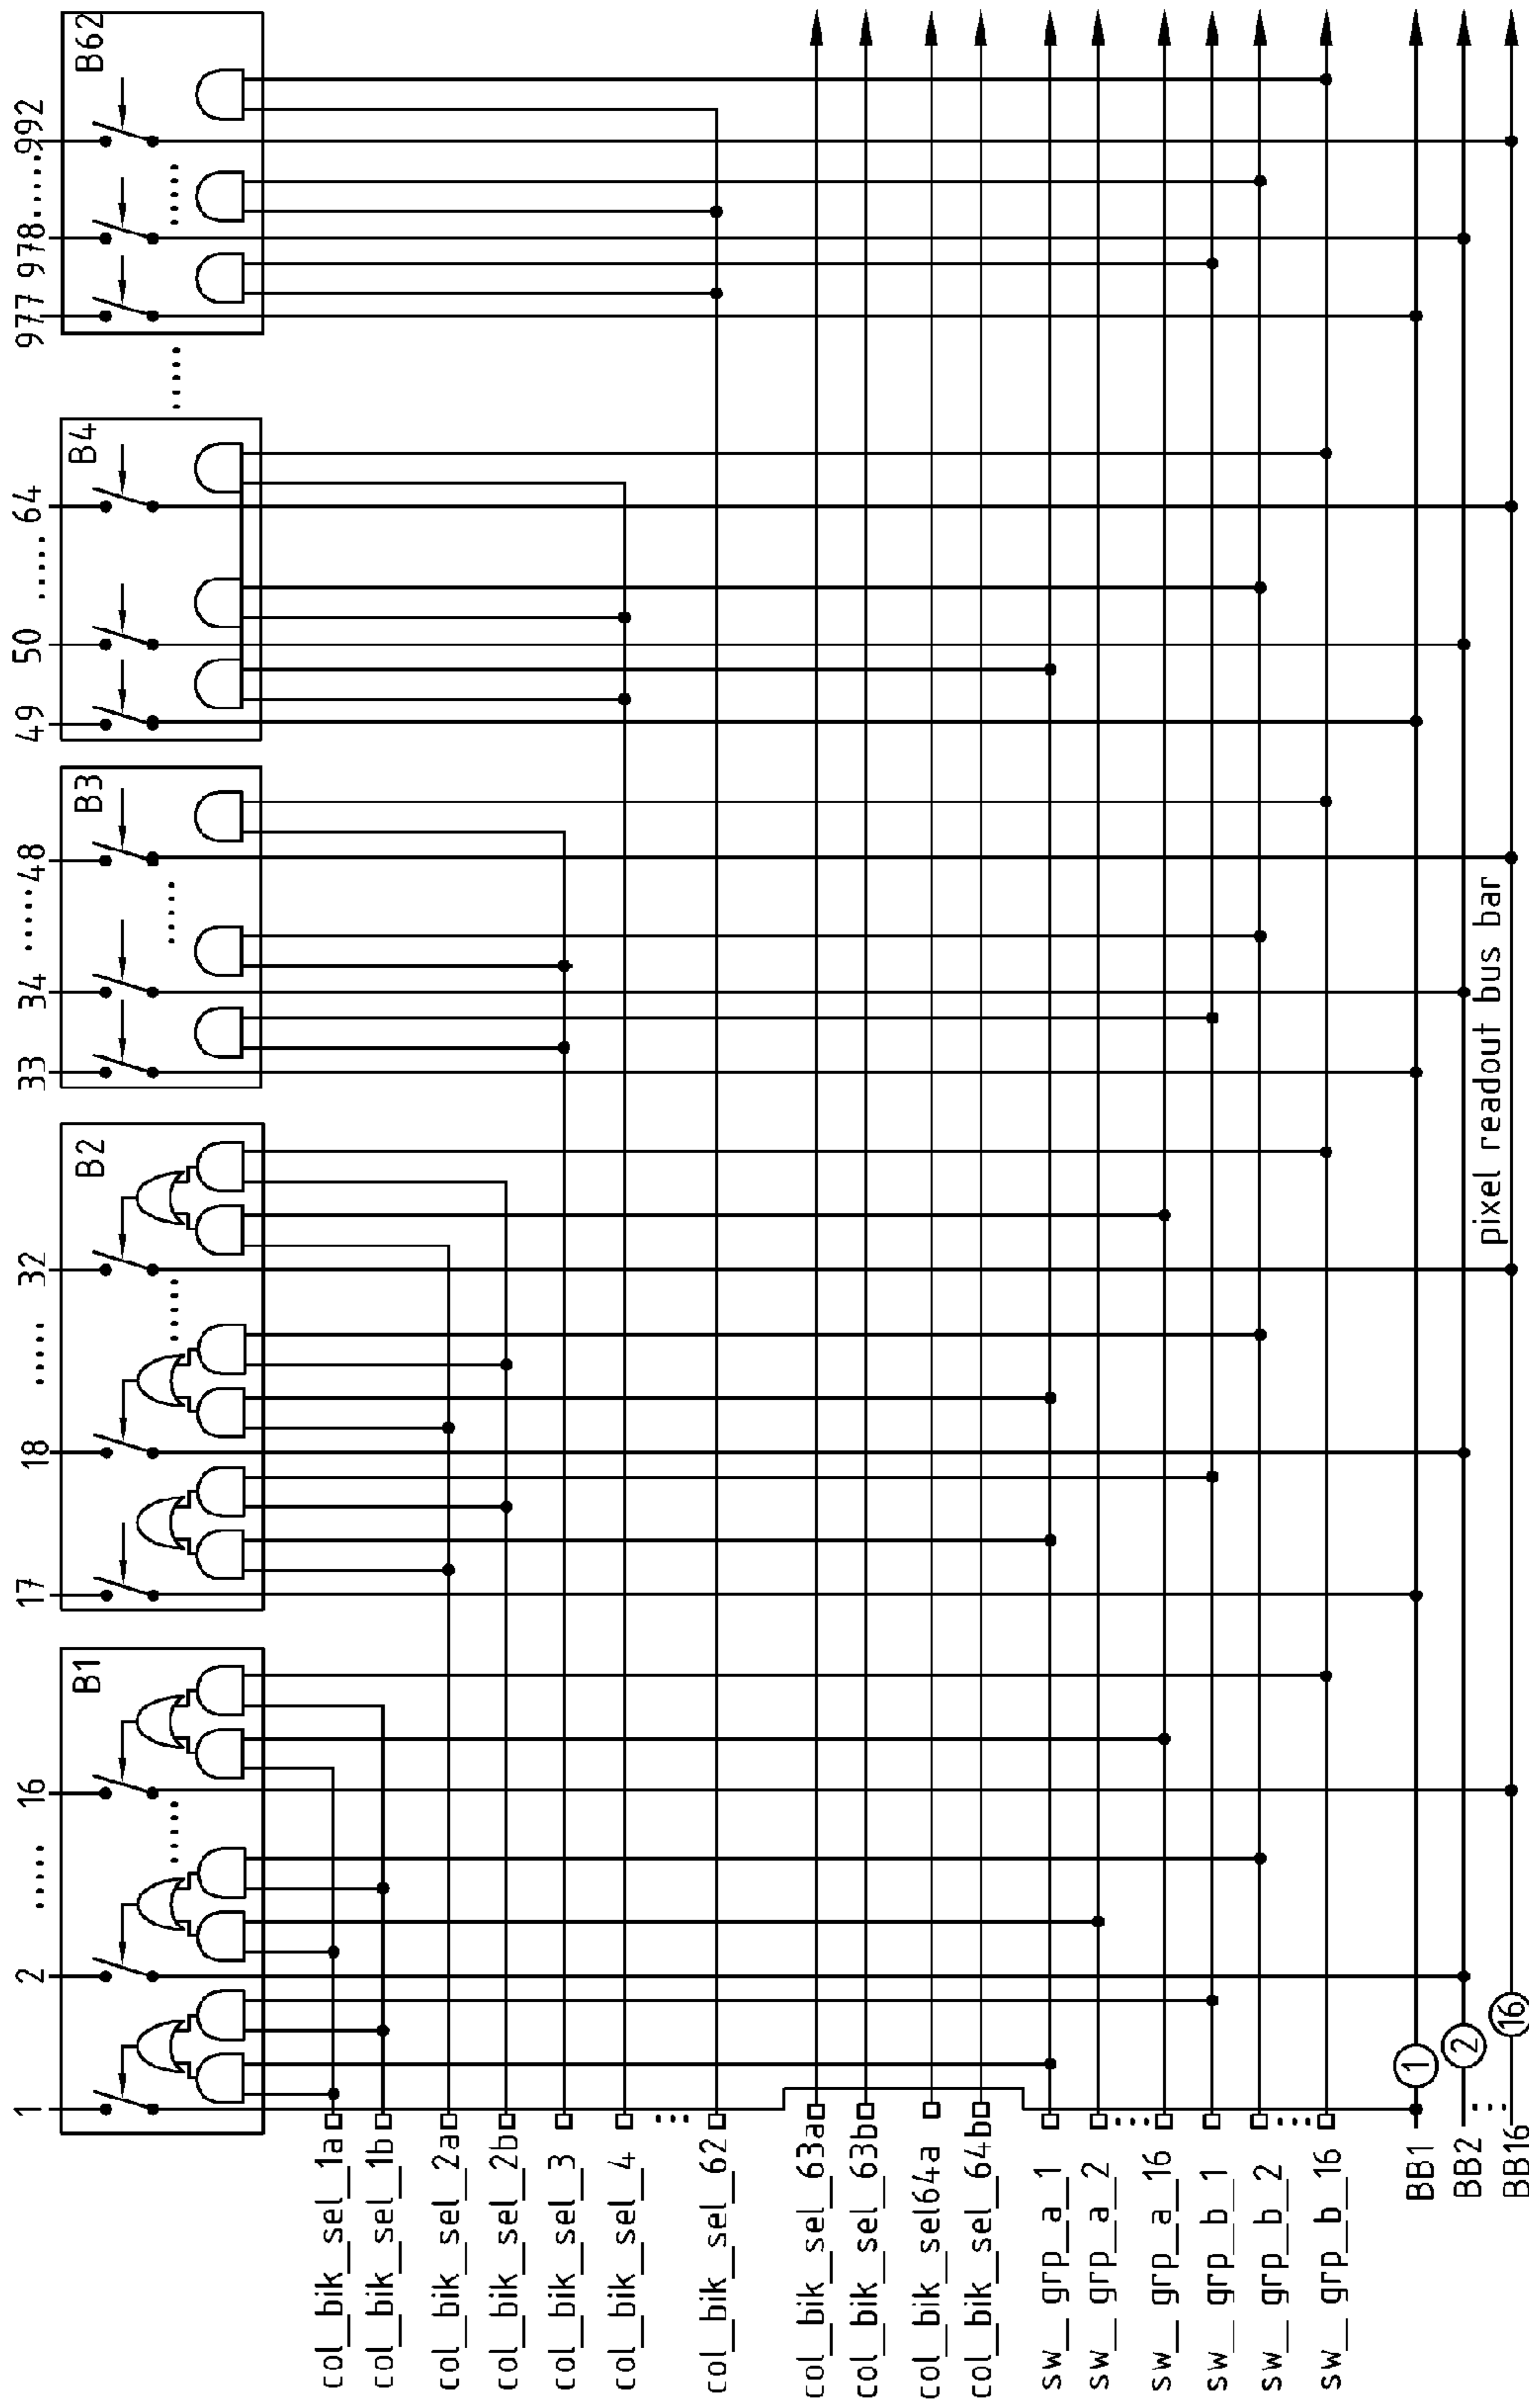 1
2
.....
16
17
18
.....
32
33
34
.....
48
49
50
.....
64
977
978
.....
992
B1
B2
B3
B4
B62
col_bik_sel_1a
col_bik_sel_1b
col_bik_sel_2a
col_bik_sel_2b
col_bik_sel_3
col_bik_sel_4
col_bik_sel_62
col_bik_sel_63a
col_bik_sel_63b
col_bik_sel64a
col_bik_sel_64b
sw_grp_a_1
sw_grp_a_2
sw_grp_a_16
sw_grp_b_1
sw_grp_b_2
sw_grp_b_16
BB1
BB2
BB16
1
2
16
pixel readout bus bar